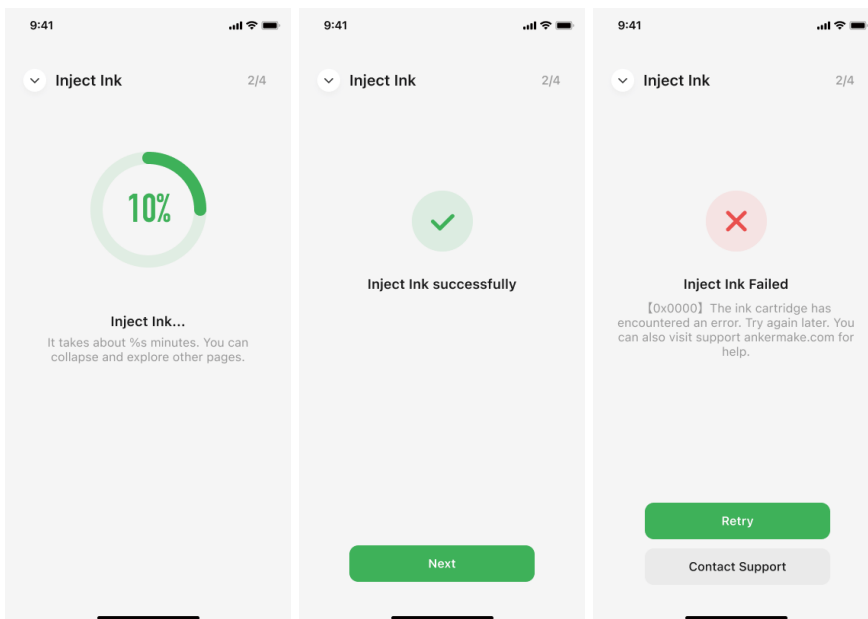 9:41
Inject Ink
2/4
10%
Inject Ink...
It takes about %s minutes. You can
collapse and explore other pages.
9:41
Inject Ink
2/4
Inject Ink successfully
Next
9:41
Inject Ink
2/4
Inject Ink Failed
【0x0000】The ink cartridge has
encountered an error. Try again later. You
can also visit support ankermake.com for
help.
Retry
Contact Support